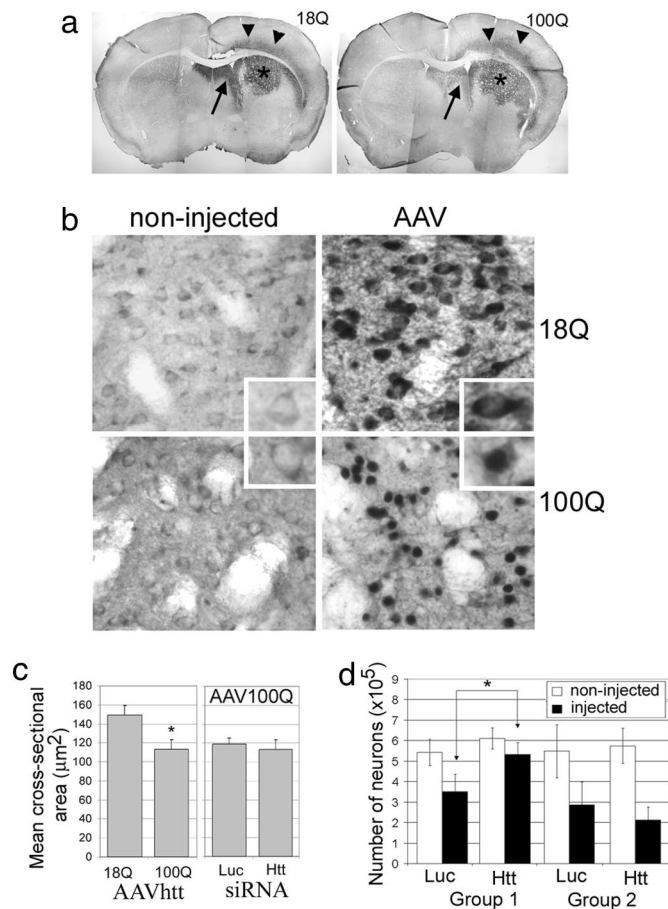 a
18Q
100Q
*
*
b
non-injected
AAV
18Q
100Q
c
Mean cross-sectional
area (μm²)
180
160
140
120
100
80
60
40
20
0
*
18Q
100Q
AAVhtt
AAV100Q
Luc
Htt
siRNA
d
Number of neurons (x10⁵)
9
8
7
6
5
4
3
2
1
0
*
non-injected
injected
Luc
Htt
Luc
Htt
Group 1
Group 2